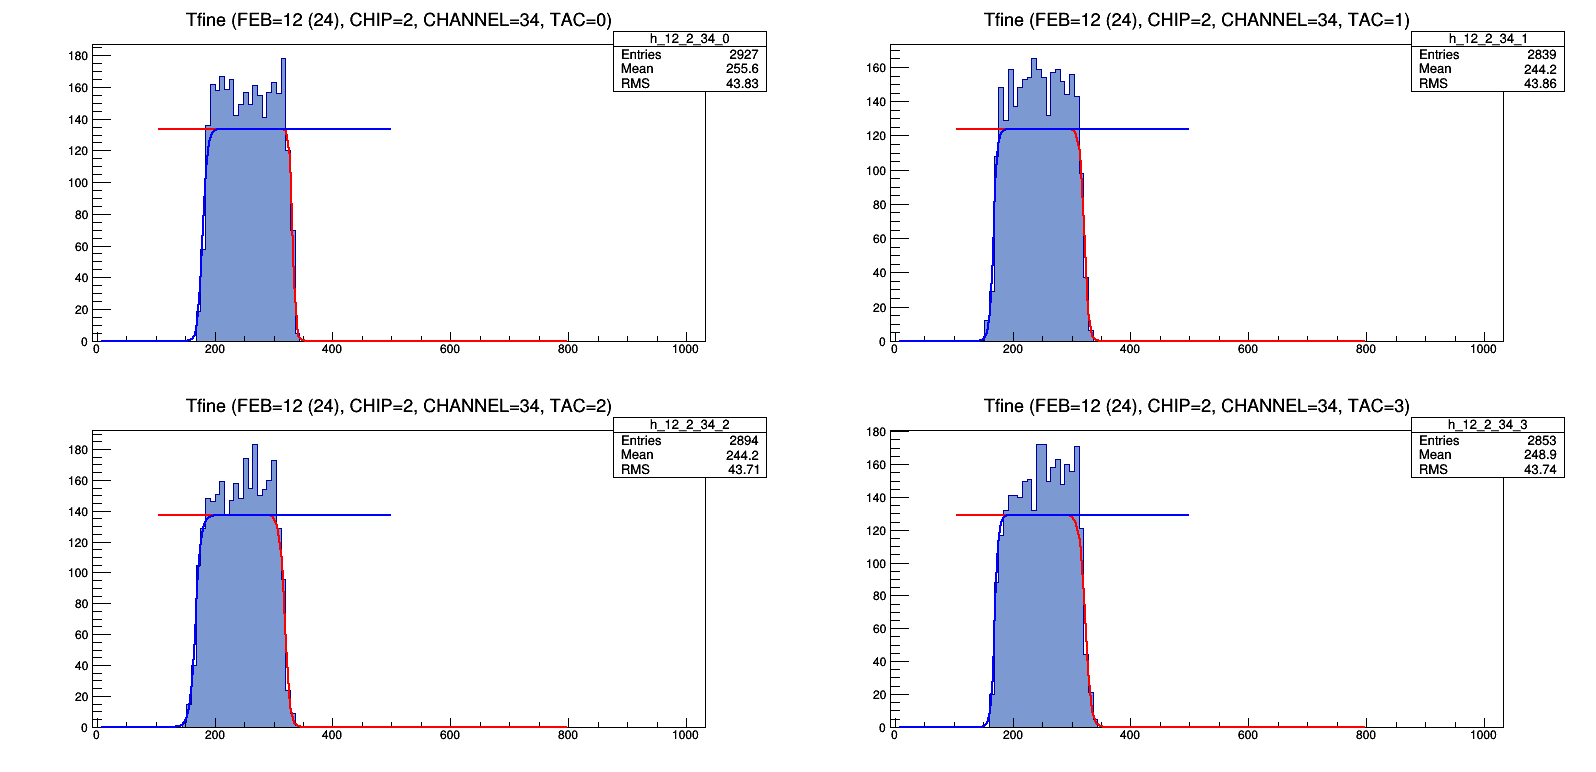 Tfine (FEB=12 (24), CHIP=2, CHANNEL=34, TAC=0)
h_12_2_34_0
Entries 2927
Mean 255.6
RMS 43.83
180
160
140
120
100
80
60
40
20
0
0 200 400 600 800 1000
Tfine (FEB=12 (24), CHIP=2, CHANNEL=34, TAC=1)
h_12_2_34_1
Entries 2839
Mean 244.2
RMS 43.86
160
140
120
100
80
60
40
20
0
0 200 400 600 800 1000
Tfine (FEB=12 (24), CHIP=2, CHANNEL=34, TAC=2)
h_12_2_34_2
Entries 2894
Mean 244.2
RMS 43.71
180
160
140
120
100
80
60
40
20
0
0 200 400 600 800 1000
Tfine (FEB=12 (24), CHIP=2, CHANNEL=34, TAC=3)
h_12_2_34_3
Entries 2853
Mean 248.9
RMS 43.74
180
160
140
120
100
80
60
40
20
0
0 200 400 600 800 1000